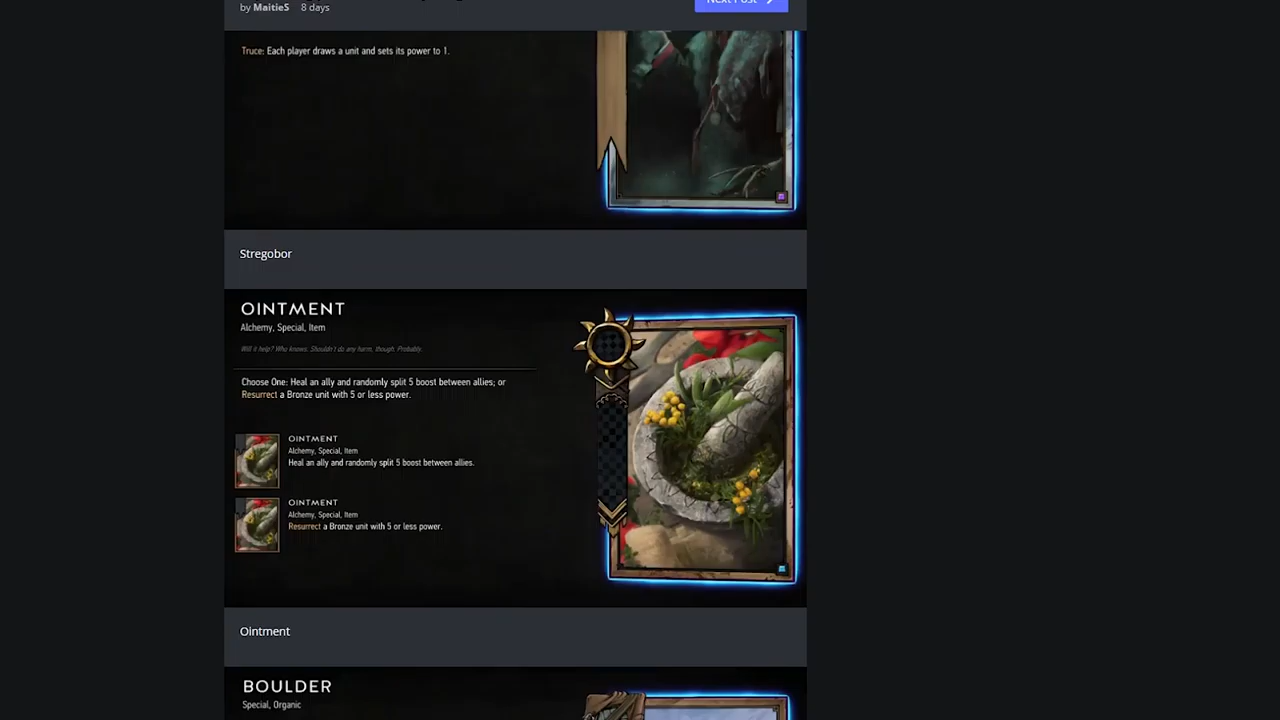 by MaitieS 8 days
Next Post
Truce: Each player draws a unit and sets its power to 1.
Stregobor
OINTMENT
Alchemy, Special, Item
Will it help? Who knows. Shouldn't do any harm, though. Probably.
Choose One: Heal an ally and randomly split 5 boost between allies; or
Resurrect a Bronze unit with 5 or less power.
OINTMENT
Alchemy, Special, Item
Heal an ally and randomly split 5 boost between allies.
OINTMENT
Alchemy, Special, Item
Resurrect a Bronze unit with 5 or less power.
Ointment
BOULDER
Special, Organic